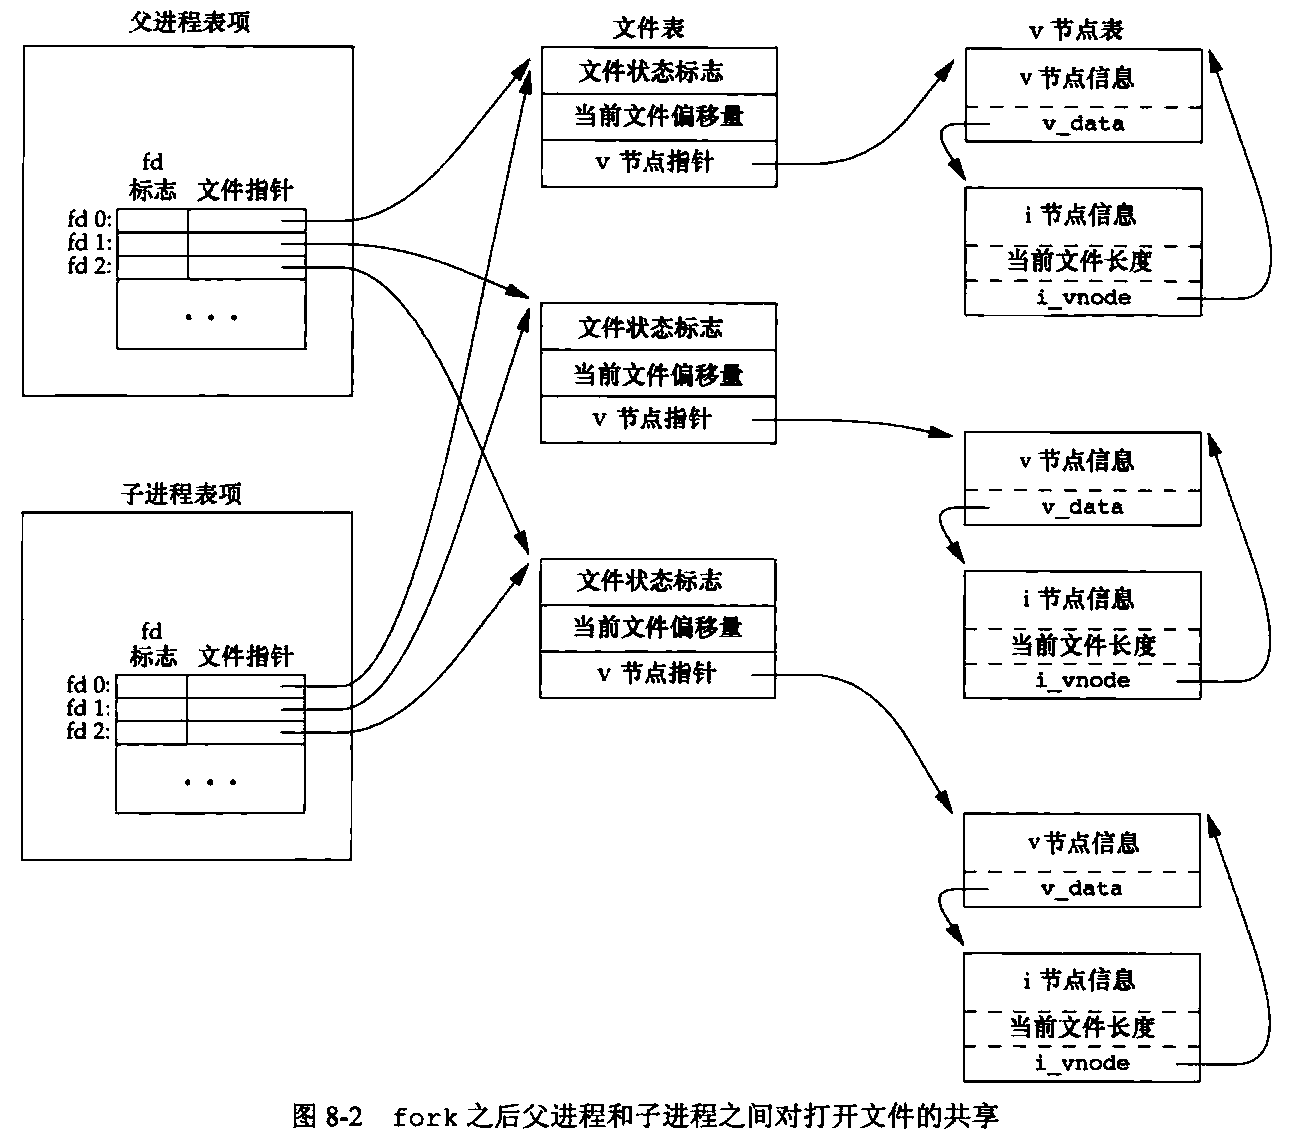 父进程表项
fd
标志 文件指针
fd 0:
fd 1:
fd 2:
· · ·
子进程表项
fd
标志 文件指针
fd 0:
fd 1:
fd 2:
· · ·
文件表
文件状态标志
当前文件偏移量
v 节点指针
文件状态标志
当前文件偏移量
v 节点指针
文件状态标志
当前文件偏移量
v 节点指针
v 节点表
v 节点信息
v_data
i 节点信息
当前文件长度
i_vnode
v 节点信息
v_data
i 节点信息
当前文件长度
i_vnode
v 节点信息
v_data
i 节点信息
当前文件长度
i_vnode
图 8-2 fork 之后父进程和子进程之间对打开文件的共享